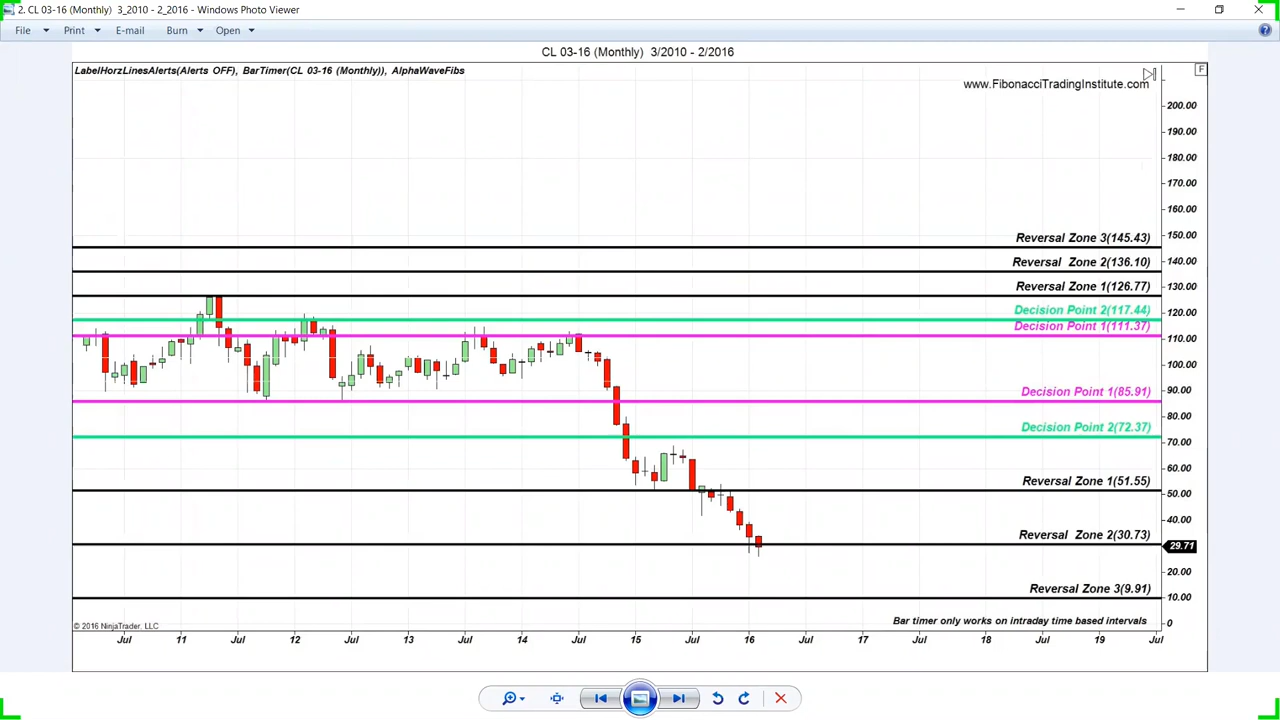 2. CL 03-16 (Monthly)  3_2010 - 2_2016 - Windows Photo Viewer
File Print E-mail Burn Open
CL 03-16 (Monthly)  3/2010 - 2/2016
LabelHorzLinesAlerts(Alerts OFF), BarTimer(CL 03-16 (Monthly)), AlphaWaveFibs
F
www.FibonacciTradingInstitute.com
200.00
190.00
180.00
170.00
160.00
150.00
Reversal Zone 3(145.43)
140.00
Reversal  Zone 2(136.10)
130.00
Reversal Zone 1(126.77)
120.00
Decision Point 2(117.44)
Decision Point 1(111.37)
110.00
100.00
90.00
Decision Point 1(85.91)
80.00
Decision Point 2(72.37)
70.00
60.00
Reversal Zone 1(51.55)
50.00
40.00
Reversal  Zone 2(30.73)
29.71
20.00
Reversal Zone 3(9.91)
10.00
Bar timer only works on intraday time based intervals
0
© 2016 NinjaTrader, LLC
Jul 11 Jul 12 Jul 13 Jul 14 Jul 15 Jul 16 Jul 17 Jul 18 Jul 19 Jul